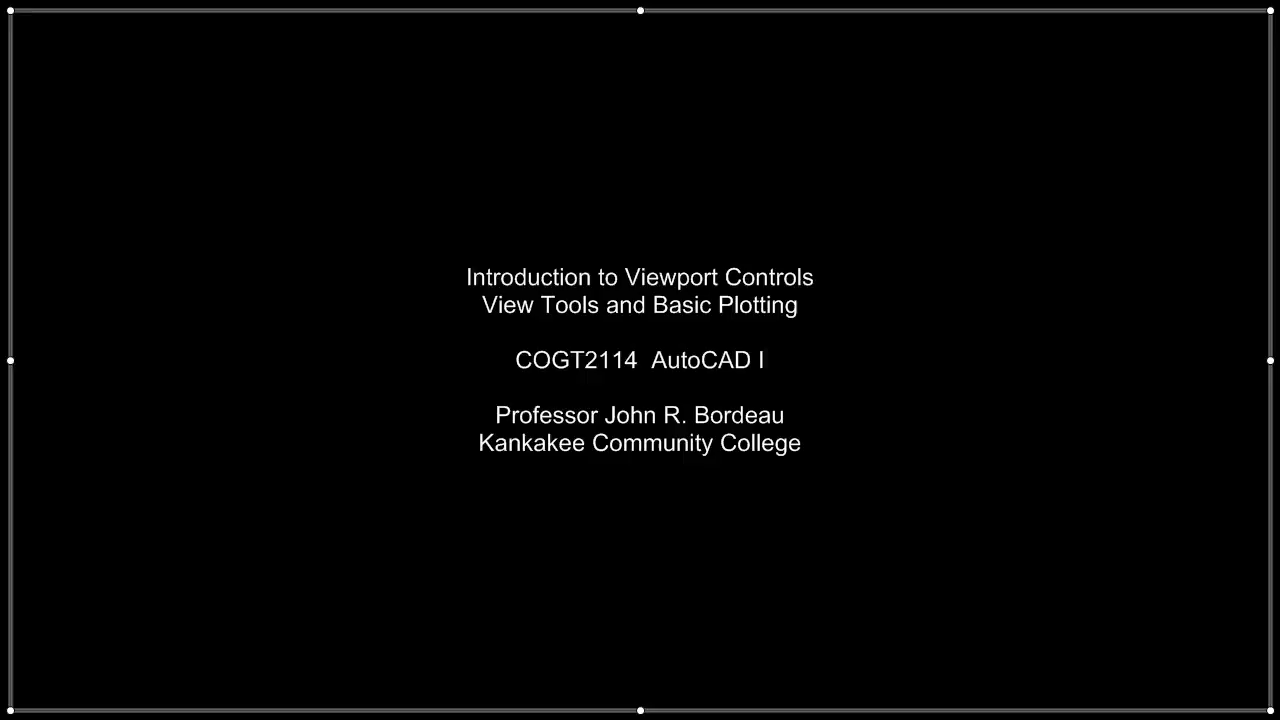 Introduction to Viewport Controls
View Tools and Basic Plotting
COGT2114 AutoCAD I
Professor John R. Bordeau
Kankakee Community College